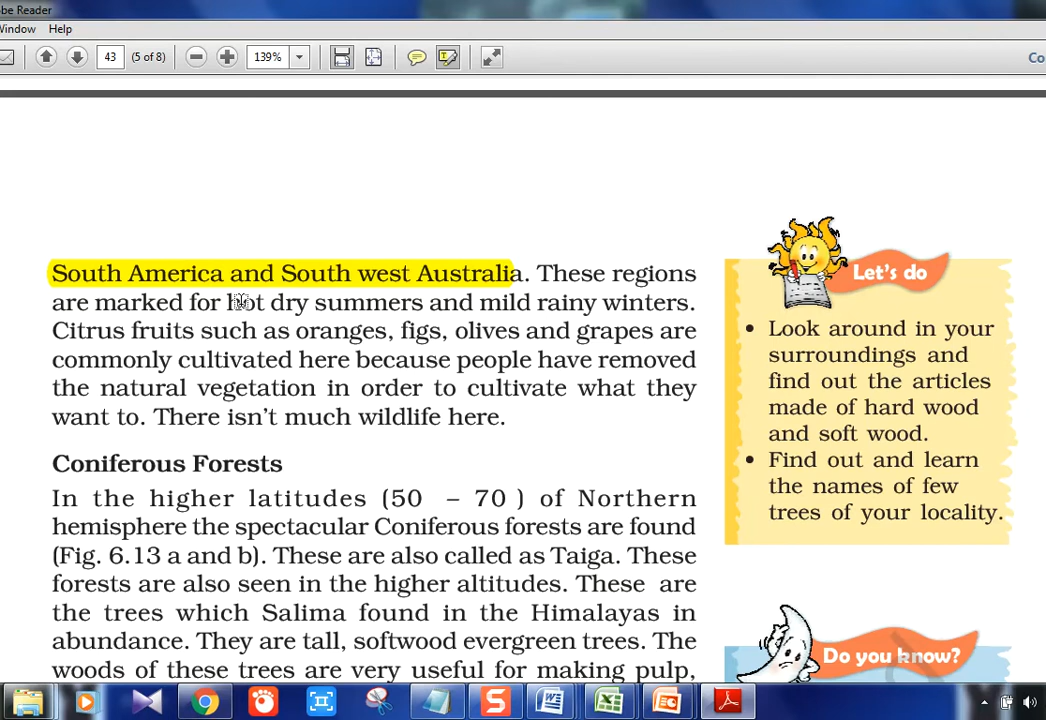 be Reader
Window Help
43 (5 of 8) 139% Co
South America and South west Australia. These regions
are marked for hot dry summers and mild rainy winters.
Citrus fruits such as oranges, figs, olives and grapes are
commonly cultivated here because people have removed
the natural vegetation in order to cultivate what they
want to. There isn't much wildlife here.
Coniferous Forests
In the higher latitudes (50 – 70 ) of Northern
hemisphere the spectacular Coniferous forests are found
(Fig. 6.13 a and b). These are also called as Taiga. These
forests are also seen in the higher altitudes. These are
the trees which Salima found in the Himalayas in
abundance. They are tall, softwood evergreen trees. The
woods of these trees are very useful for making pulp,
Let's do
• Look around in your
surroundings and
find out the articles
made of hard wood
and soft wood.
• Find out and learn
the names of few
trees of your locality.
Do you know?